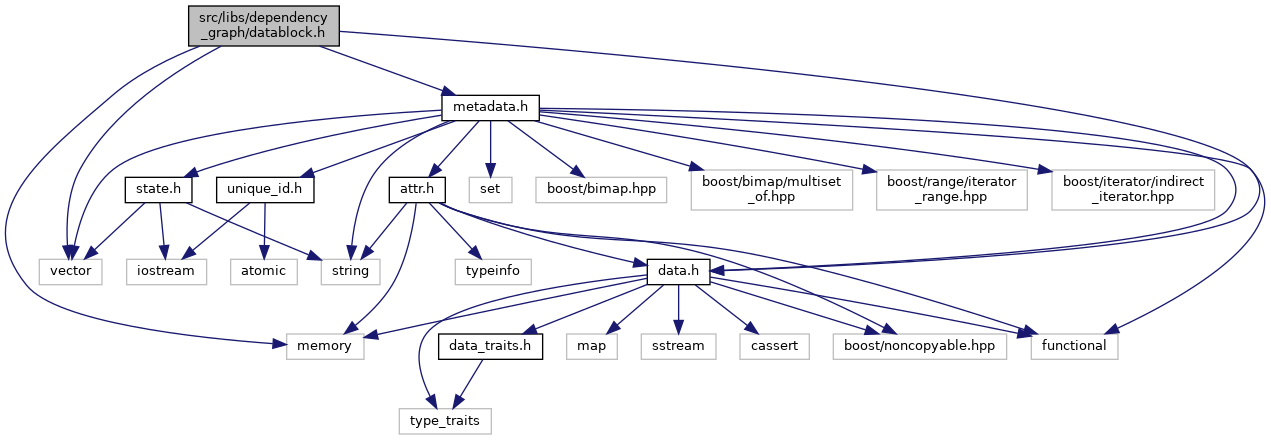 src/libs/dependency
_graph/datablock.h
metadata.h
state.h
unique_id.h
attr.h
set
boost/bimap.hpp
boost/bimap/multiset
_of.hpp
boost/range/iterator
_range.hpp
boost/iterator/indirect
_iterator.hpp
vector
iostream
atomic
string
typeinfo
data.h
memory
data_traits.h
map
sstream
cassert
boost/noncopyable.hpp
functional
type_traits